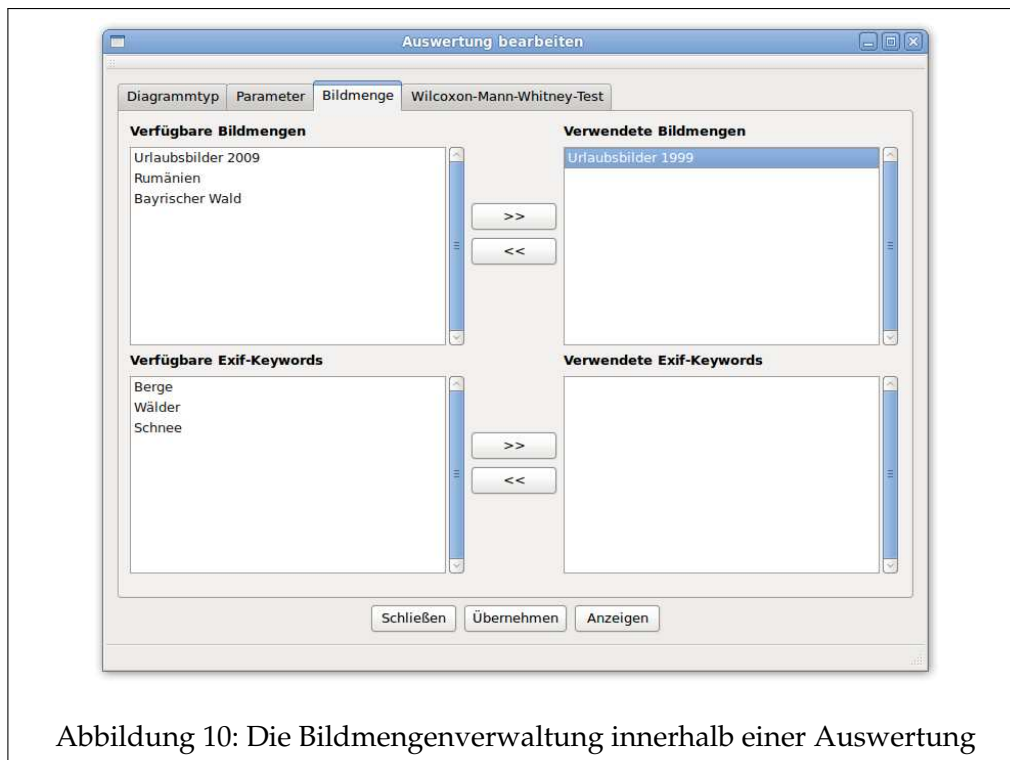 Auswertung bearbeiten
Diagrammtyp Parameter Bildmenge Wilcoxon-Mann-Whitney-Test
Verfügbare Bildmengen
Urlaubsbilder 2009
Rumänien
Bayrischer Wald
>>
<<
Verwendete Bildmengen
Urlaubsbilder 1999
Verfügbare Exif-Keywords
Berge
Wälder
Schnee
>>
<<
Verwendete Exif-Keywords
Schließen Übernehmen Anzeigen
Abbildung 10: Die Bildmengenverwaltung innerhalb einer Auswertung